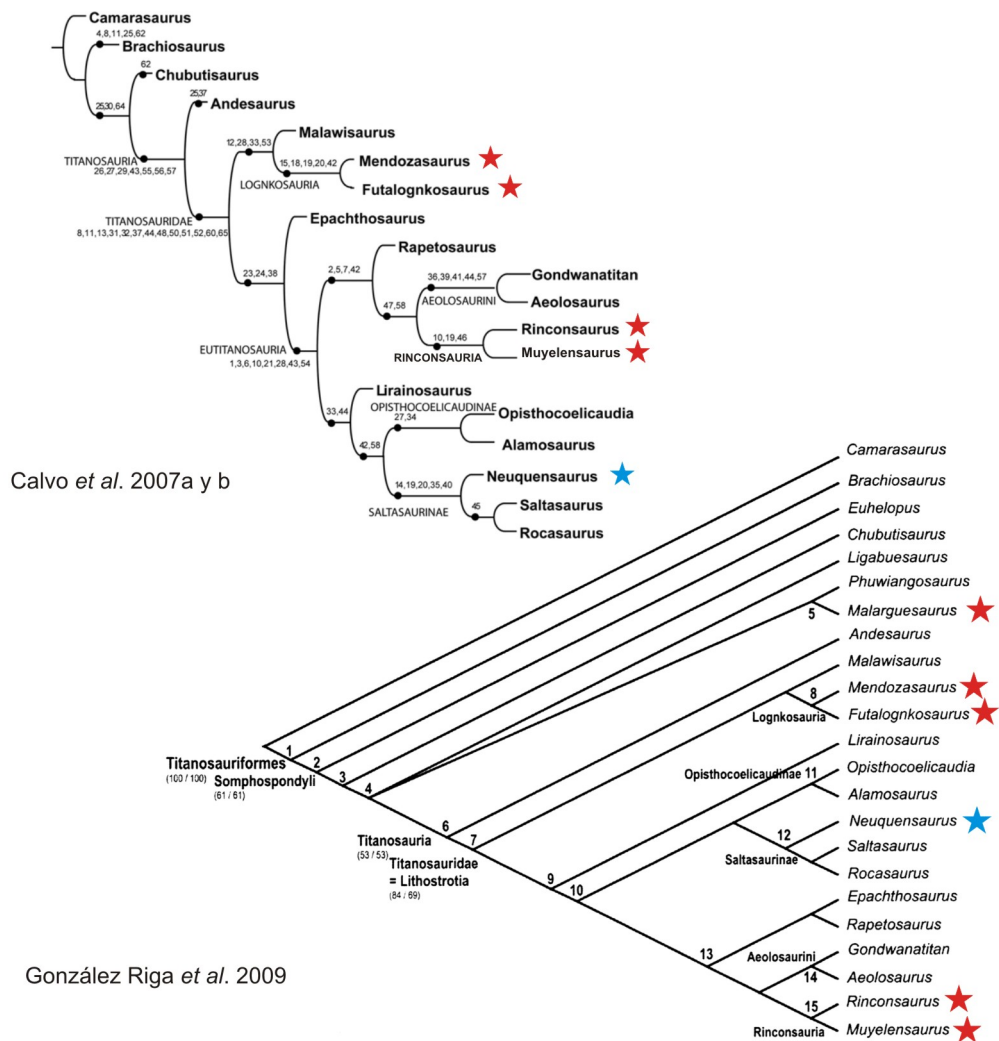 Camarasaurus
4,8,11,25,62
Brachiosaurus
62
Chubutisaurus
25,30,64
25,37
Andesaurus
TITANOSAURIA
26,27,29,43,55,56,57
12,28,33,53
Malawisaurus
15,18,19,20,42
Mendozasaurus
LOGNKOSAURIA
Futalognkosaurus
TITANOSAURIDAE
8,11,13,31,32,37,44,48,50,51,52,60,65
Epachthosaurus
23,24,38
2,5,7,42
Rapetosaurus
36,39,41,44,57
Gondwanatitan
AEOLOSAURINI
Aeolosaurus
47,58
10,19,46
Rinconsaurus
RINCONSAURIA
Muyelensaurus
EUTITANOSAURIA
1,3,6,10,21,28,43,54
33,44
Lirainosaurus
OPISTHOCOELICAUDINAE
27,34
Opisthocoelicaudia
Alamosaurus
42,58
14,19,20,35,40
Neuquensaurus
SALTASAURINAE
45
Saltasaurus
Rocasaurus
Calvo et al. 2007a y b
Camarasaurus
Brachiosaurus
Euhelopus
Chubutisaurus
Ligabuesaurus
Phuwiangosaurus
5
Malarguesaurus
Andesaurus
Malawisaurus
8
Mendozasaurus
Lognkosauria
Futalognkosaurus
Lirainosaurus
Opisthocoelicaudinae 11
Opisthocoelicaudia
Alamosaurus
12
Neuquensaurus
Saltasaurinae
Saltasaurus
Rocasaurus
Epachthosaurus
Rapetosaurus
Aeolosaurini
Gondwanatitan
14
Aeolosaurus
15
Rinconsaurus
Rinconsauria
Muyelensaurus
1
Titanosauriformes
(100 / 100)
2
Somphospondyli
(61 / 61)
3
4
6
Titanosauria
(53 / 53)
7
Titanosauridae
= Lithostrotia
(84 / 69)
9
10
13
González Riga et al. 2009